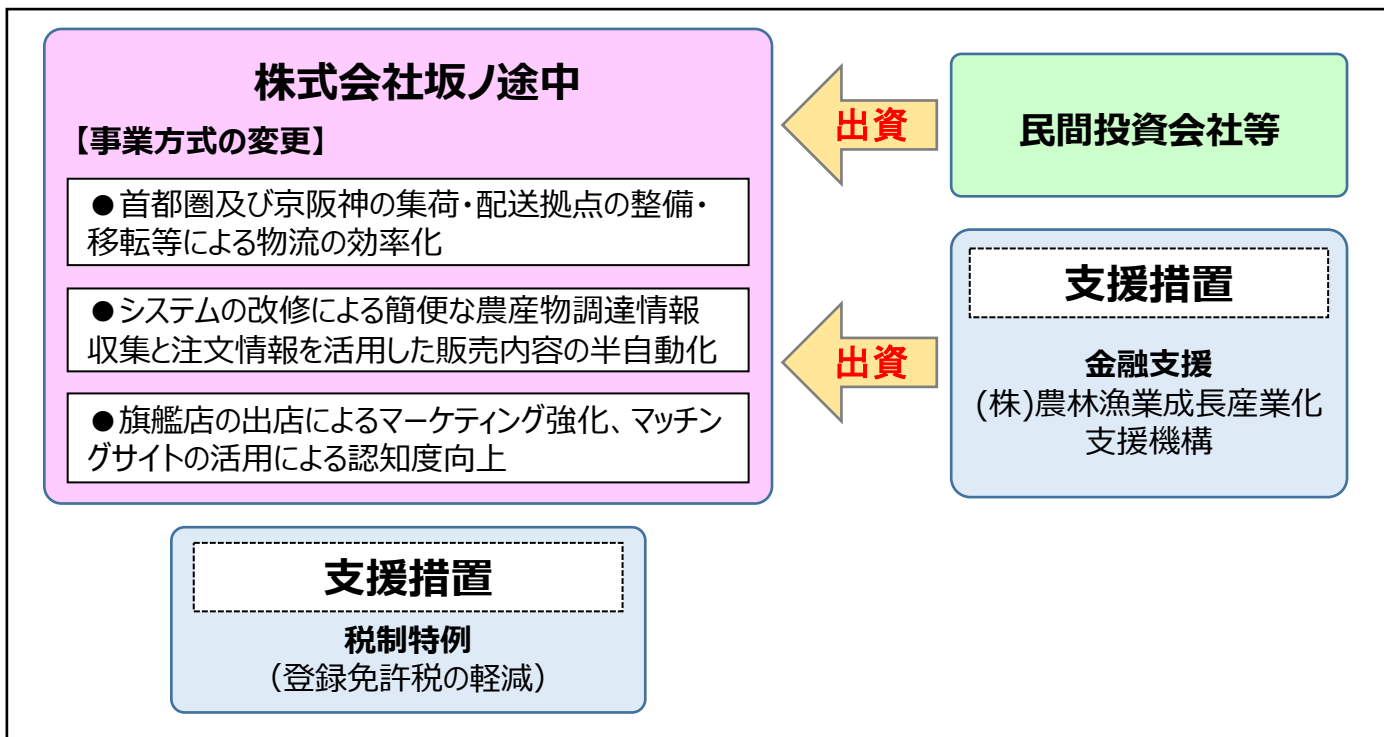 株式会社坂ノ途中
【事業方式の変更】
●首都圏及び京阪神の集荷・配送拠点の整備・
移転等による物流の効率化
●システムの改修による簡便な農産物調達情報
収集と注文情報を活用した販売内容の半自動化
●旗艦店の出店によるマーケティング強化、マッチン
グサイトの活用による認知度向上
出資
民間投資会社等
出資
支援措置
金融支援
(株)農林漁業成長産業化
支援機構
支援措置
税制特例
（登録免許税の軽減）